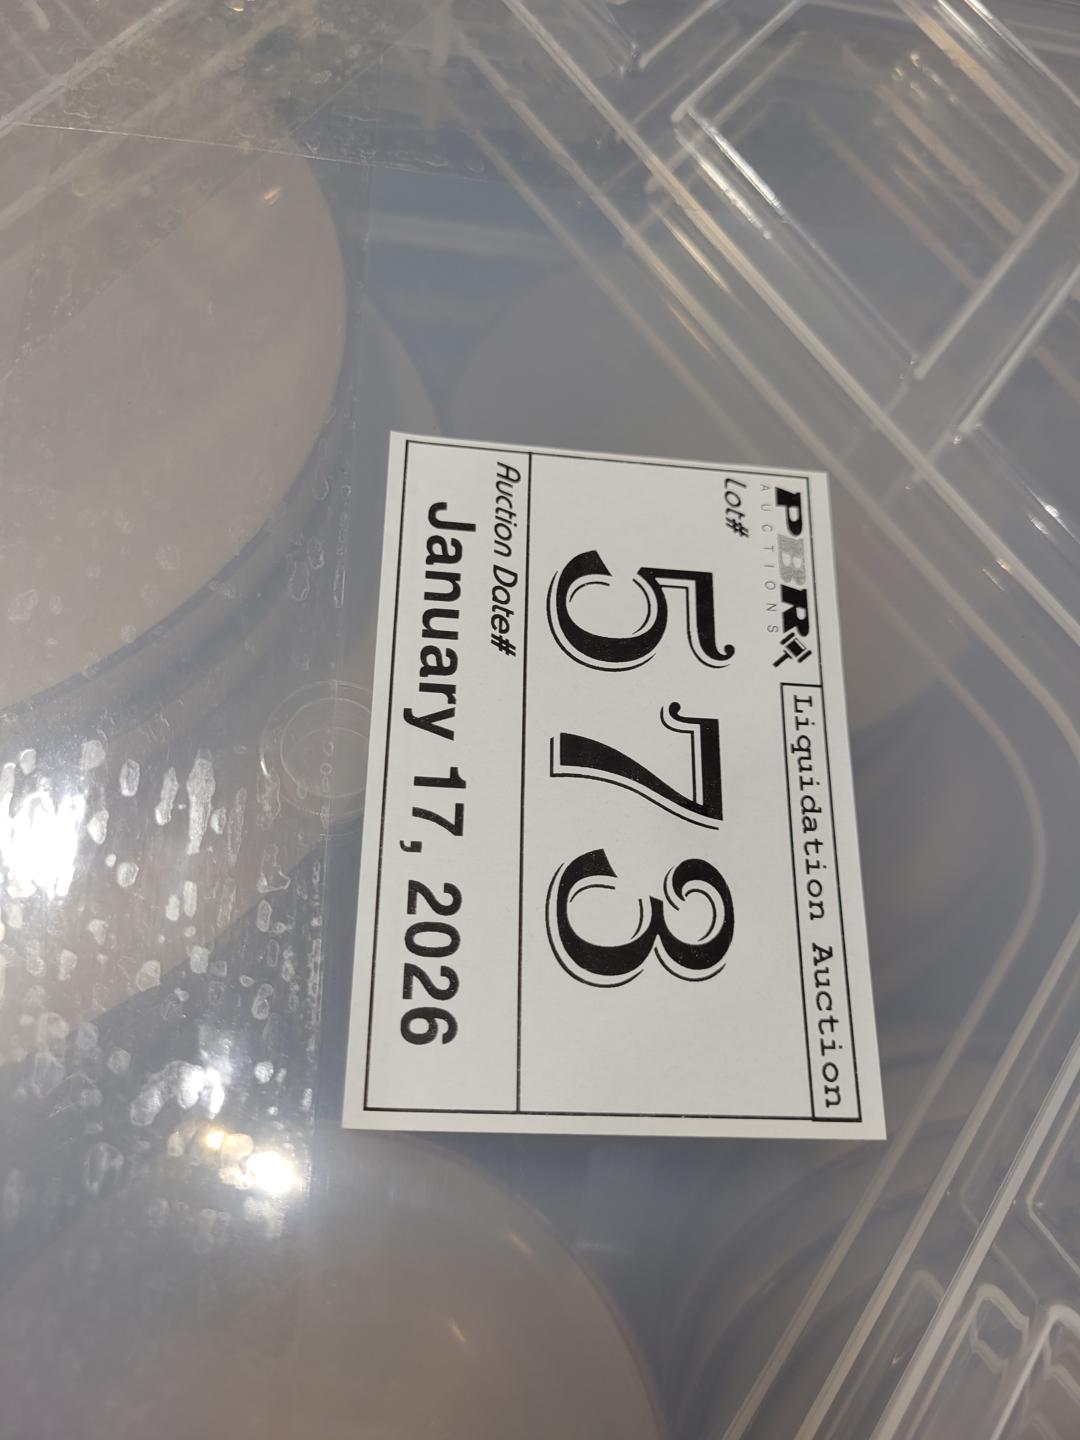 PBR
AUCTIONS
Liquidation Auction
Lot#
573
Auction Date#
January 17, 2026